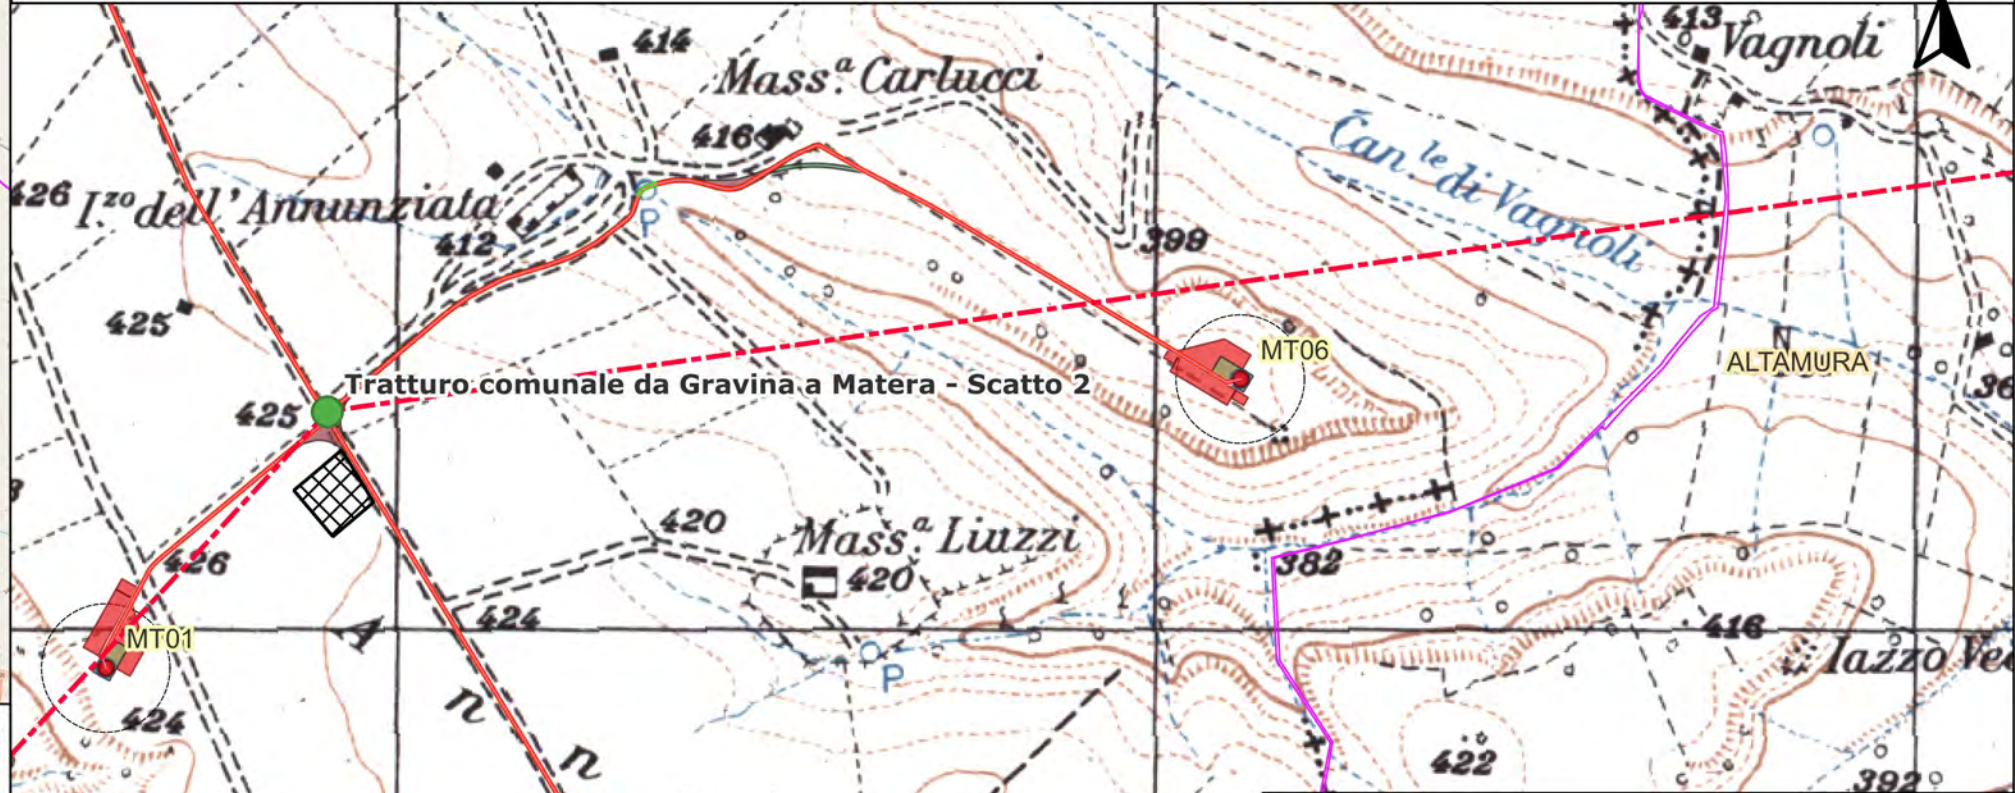 413
Vagnoli
414
Mass.ª Carlucci
416
Can.le di Vagnoli
426
I.zo dell'Annunziata
P
412
399
425
MT06
N
ALTAMURA
Tratturo comunale da Gravina a Matera - Scatto 2
425
36
420
Mass.ª Liuzzi
426
420
382
424
MT01
A
416
Iazzo Vec
P
424
n
422
n
392